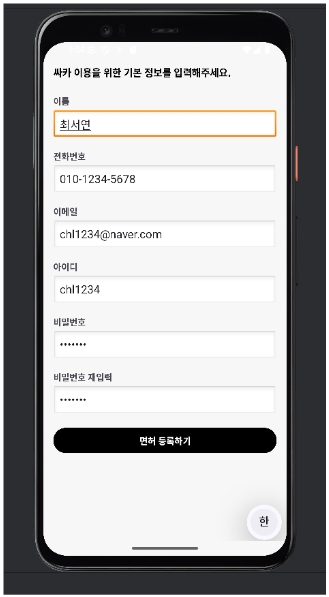 싸카 이용을 위한 기본 정보를 입력해주세요.
이름
최서연
전화번호
010-1234-5678
이메일
chl1234@naver.com
아이디
chl1234
비밀번호
•••••••
비밀번호 재입력
•••••••
면허 등록하기
한